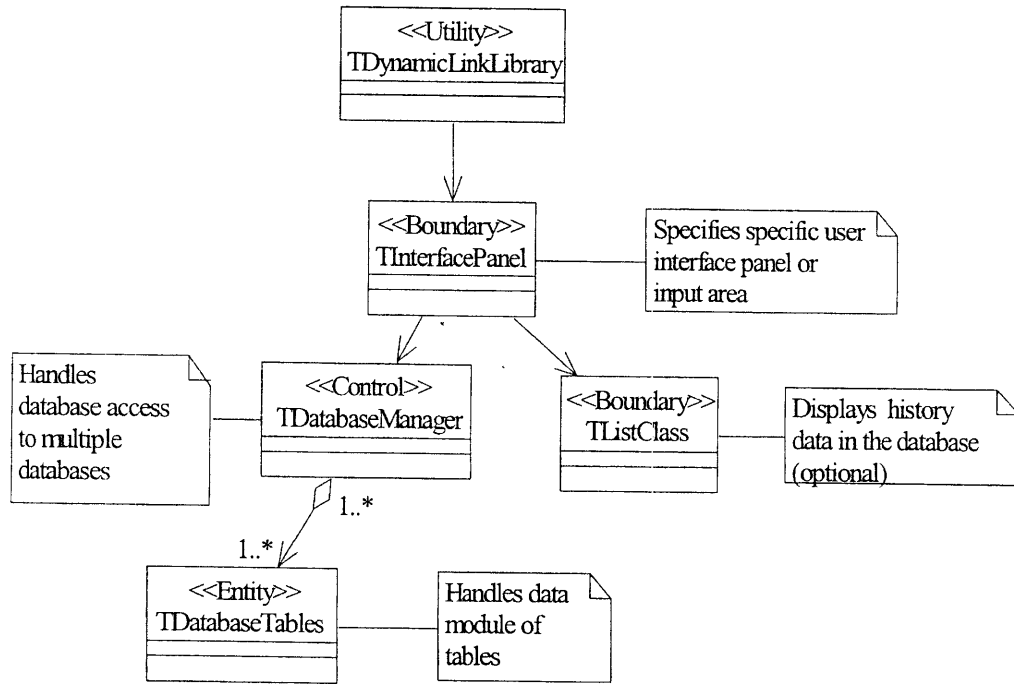 <<Utility>>
TDynamicLinkLibrary
<<Boundary>>
TInterfacePanel
Specifies specific user
interface panel or
input area
Handles
database access
to multiple
databases
<<Control>>
TDatabaseManager
<<Boundary>>
TListClass
Displays history
data in the database
(optional)
1..*
1..*
<<Entity>>
TDatabaseTables
Handles data
module of
tables